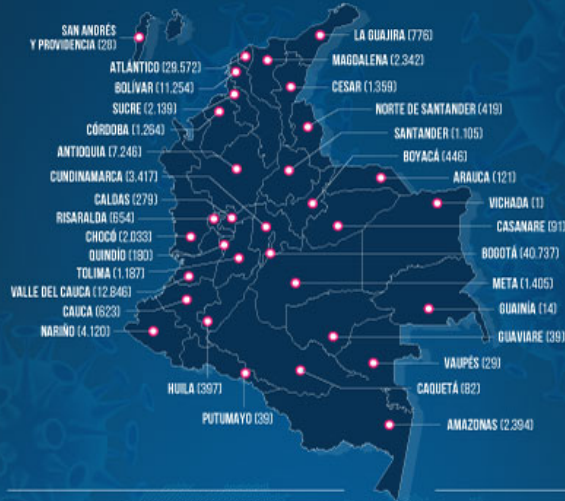 SAN ANDRÉS
Y PROVIDENCIA (28)
ATLÁNTICO (29.572)
BOLÍVAR (11.254)
SUCRE (2.139)
CÓRDOBA (1.264)
ANTIOQUIA (7.246)
CUNDINAMARCA (3.417)
CALDAS (279)
RISARALDA (654)
CHOCÓ (2.033)
QUINDÍO (180)
TOLIMA (1.187)
VALLE DEL CAUCA (12.846)
CAUCA (623)
NARIÑO (4.120)
HUILA (397)
PUTUMAYO (39)
LA GUAJIRA (776)
MAGDALENA (2.342)
CESAR (1.359)
NORTE DE SANTANDER (419)
SANTANDER (1.105)
BOYACÁ (446)
ARAUCA (121)
VICHADA (1)
CASANARE (91)
BOGOTÁ (40.737)
META (1.405)
GUAINÍA (14)
GUAVIARE (39)
VAUPÉS (29)
CAQUETÁ (82)
AMAZONAS (2.394)